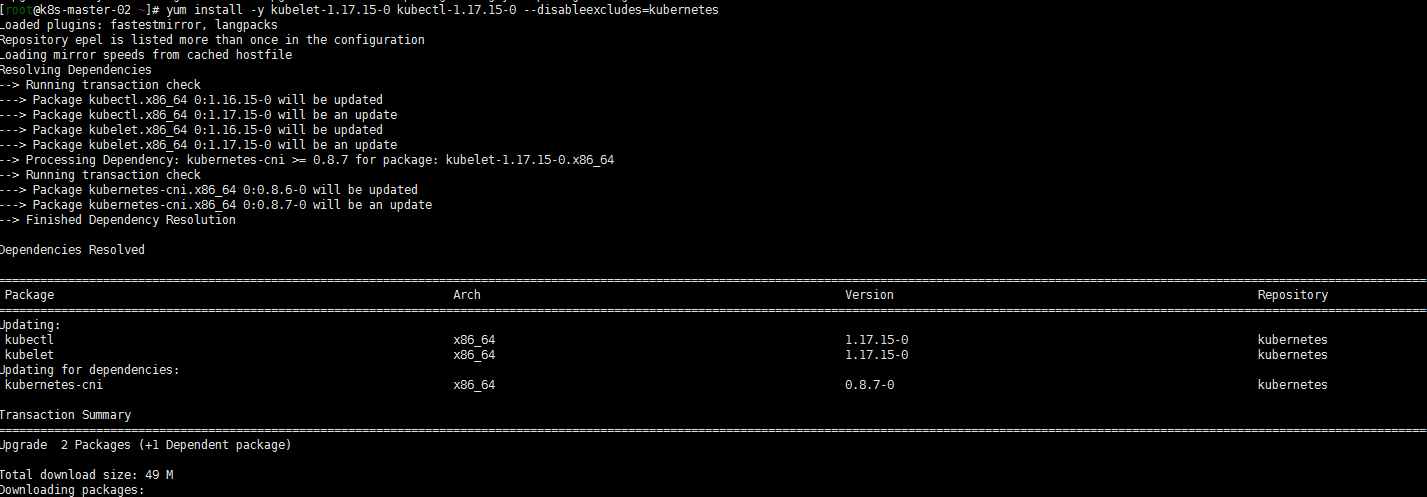 [root@k8s-master-02 ~]# yum install -y kubelet-1.17.15-0 kubectl-1.17.15-0 --disableexcludes=kubernetes
Loaded plugins: fastestmirror, langpacks
Repository epel is listed more than once in the configuration
Loading mirror speeds from cached hostfile
Resolving Dependencies
--> Running transaction check
---> Package kubectl.x86_64 0:1.16.15-0 will be updated
---> Package kubectl.x86_64 0:1.17.15-0 will be an update
---> Package kubelet.x86_64 0:1.16.15-0 will be updated
---> Package kubelet.x86_64 0:1.17.15-0 will be an update
--> Processing Dependency: kubernetes-cni >= 0.8.7 for package: kubelet-1.17.15-0.x86_64
--> Running transaction check
---> Package kubernetes-cni.x86_64 0:0.8.6-0 will be updated
---> Package kubernetes-cni.x86_64 0:0.8.7-0 will be an update
--> Finished Dependency Resolution
Dependencies Resolved
Package Arch Version Repository
Updating:
kubectl x86_64 1.17.15-0 kubernetes
kubelet x86_64 1.17.15-0 kubernetes
Updating for dependencies:
kubernetes-cni x86_64 0.8.7-0 kubernetes
Transaction Summary
Upgrade 2 Packages (+1 Dependent package)
Total download size: 49 M
Downloading packages: